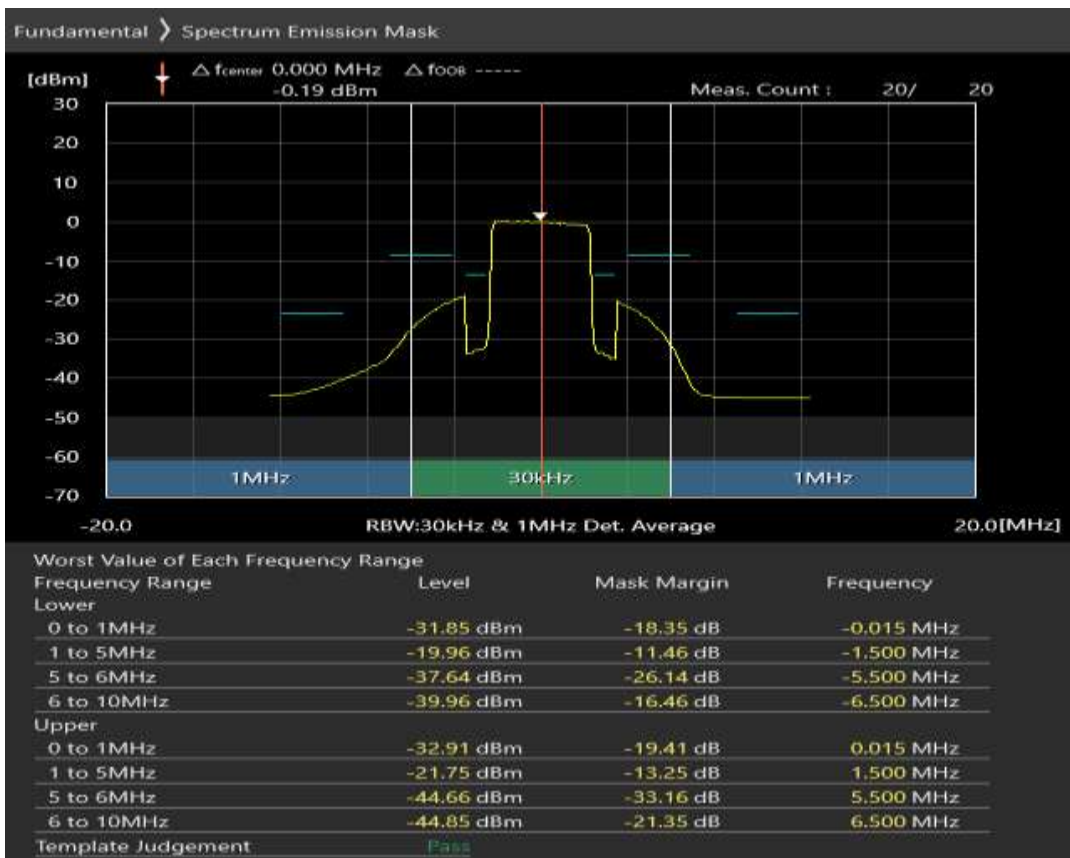 Fundamental ❯ Spectrum Emission Mask
[dBm] △ fcenter 0.000 MHz △ fOOB -----
-0.19 dBm Meas. Count : 20/ 20
30
20
10
0
-10
-20
-30
-40
-50
-60
1MHz 30kHz 1MHz
-70
-20.0 RBW:30kHz & 1MHz Det. Average 20.0[MHz]
Worst Value of Each Frequency Range
Frequency Range Level Mask Margin Frequency
Lower
0 to 1MHz -31.85 dBm -18.35 dB -0.015 MHz
1 to 5MHz -19.96 dBm -11.46 dB -1.500 MHz
5 to 6MHz -37.64 dBm -26.14 dB -5.500 MHz
6 to 10MHz -39.96 dBm -16.46 dB -6.500 MHz
Upper
0 to 1MHz -32.91 dBm -19.41 dB 0.015 MHz
1 to 5MHz -21.75 dBm -13.25 dB 1.500 MHz
5 to 6MHz -44.66 dBm -33.16 dB 5.500 MHz
6 to 10MHz -44.85 dBm -21.35 dB 6.500 MHz
Template Judgement Pass